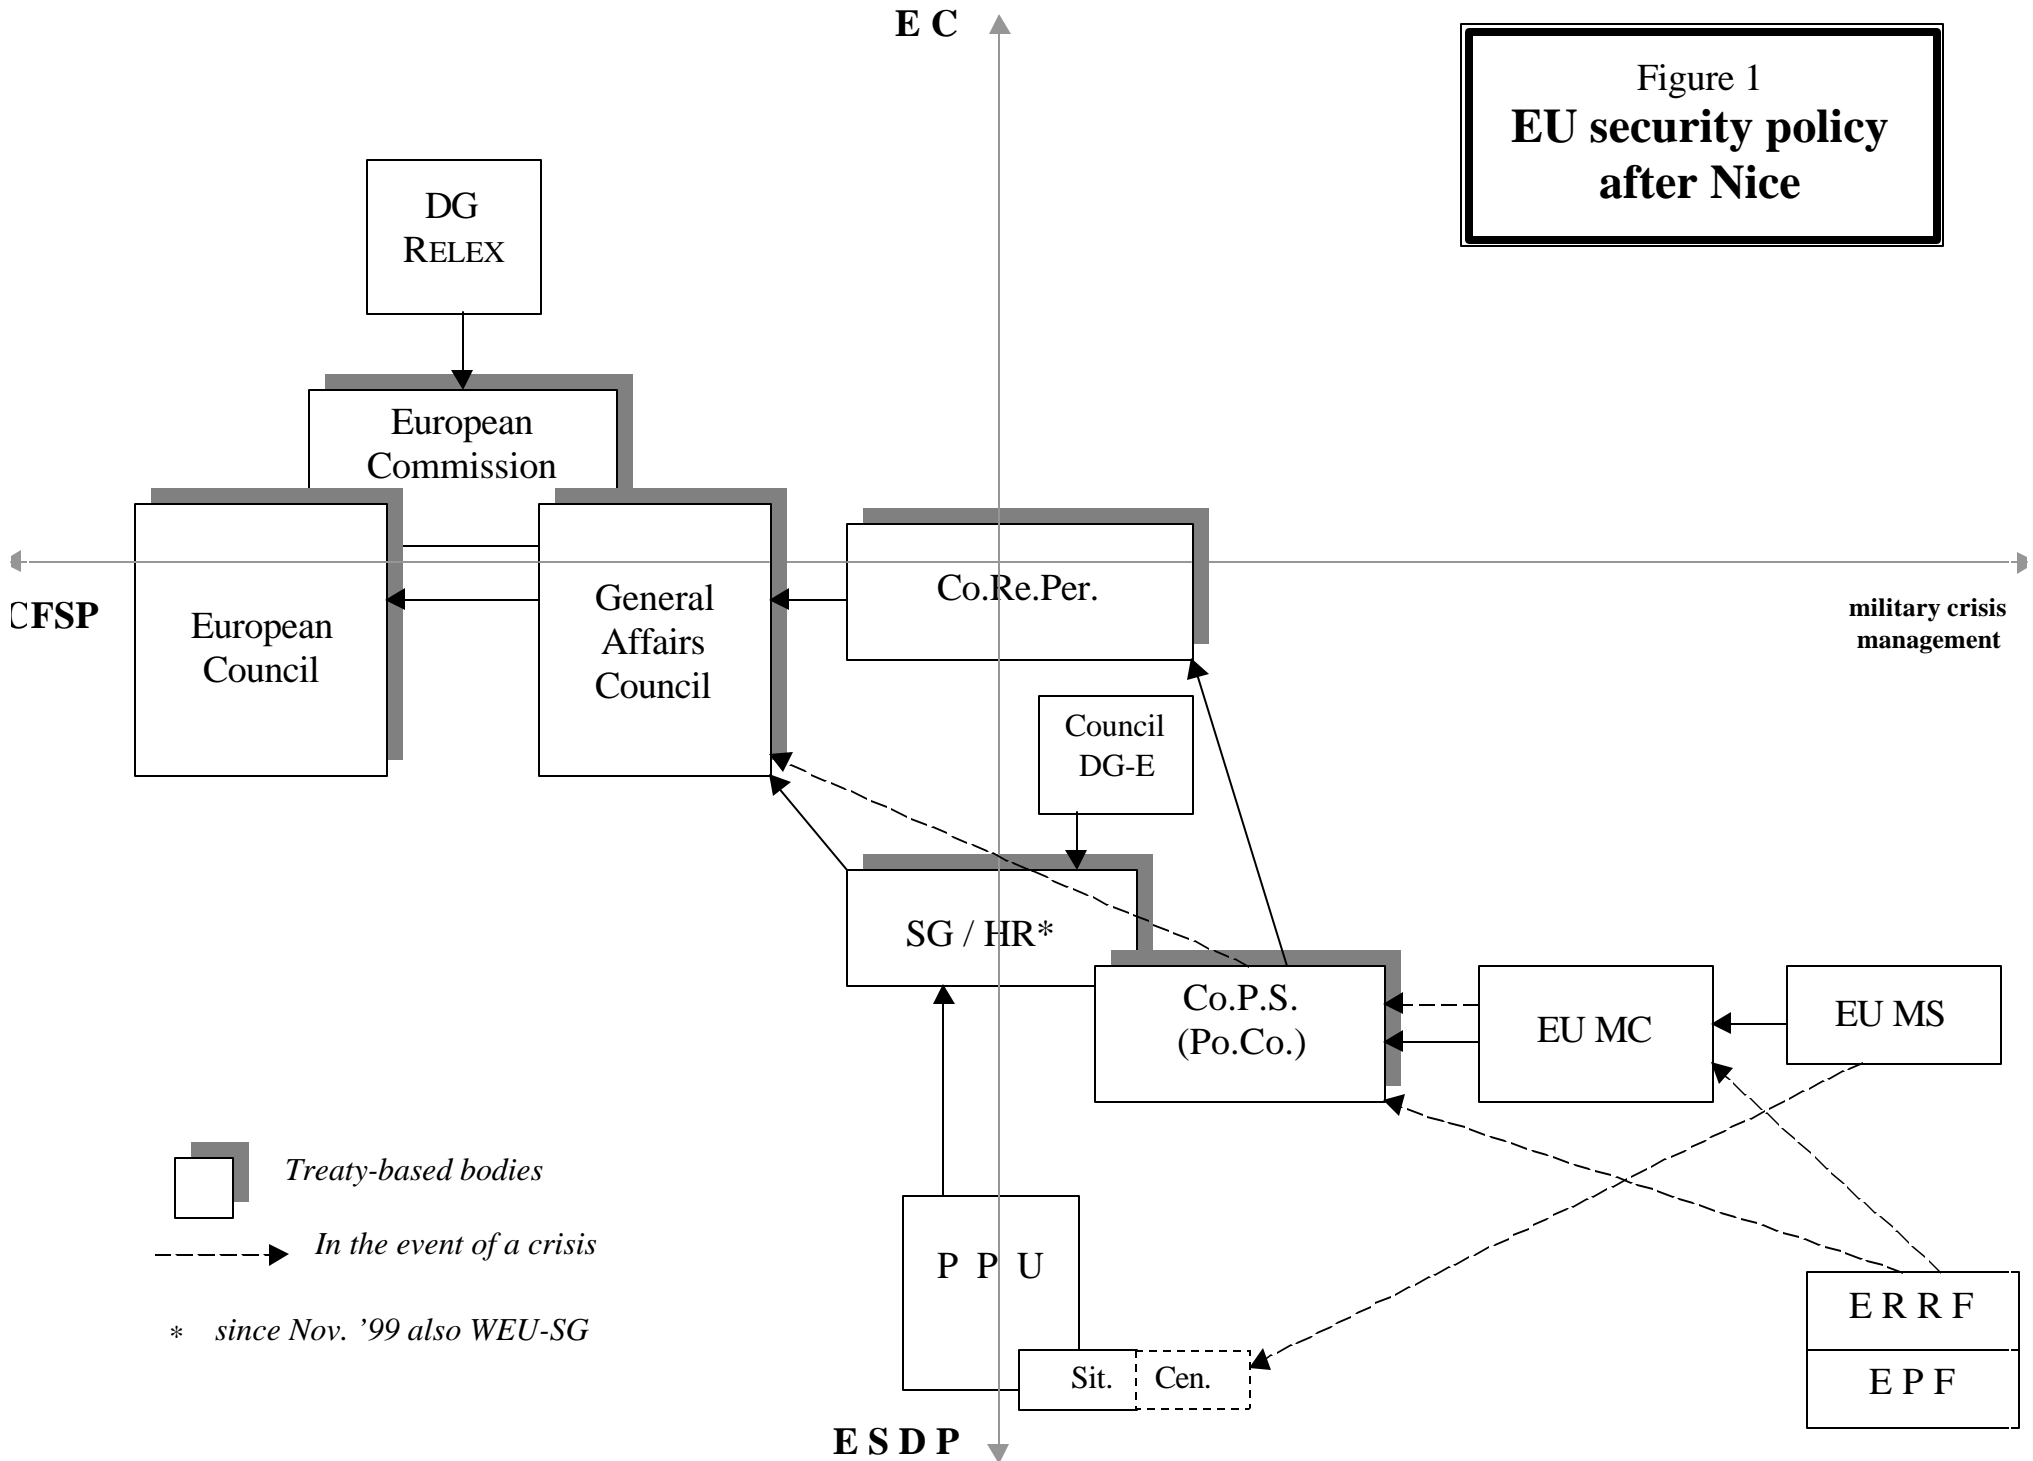 E C
Figure 1
EU security policy
after Nice
DG
RELEX
European
Commission
European
Council
General
Affairs
Council
Co.Re.Per.
CFSP
military crisis
management
Council
DG-E
SG / HR*
Co.P.S.
(Po.Co.)
EU MC
EU MS
Treaty-based bodies
In the event of a crisis
* since Nov. ’99 also WEU-SG
P P U
Sit. Cen.
E R R F
E P F
E S D P